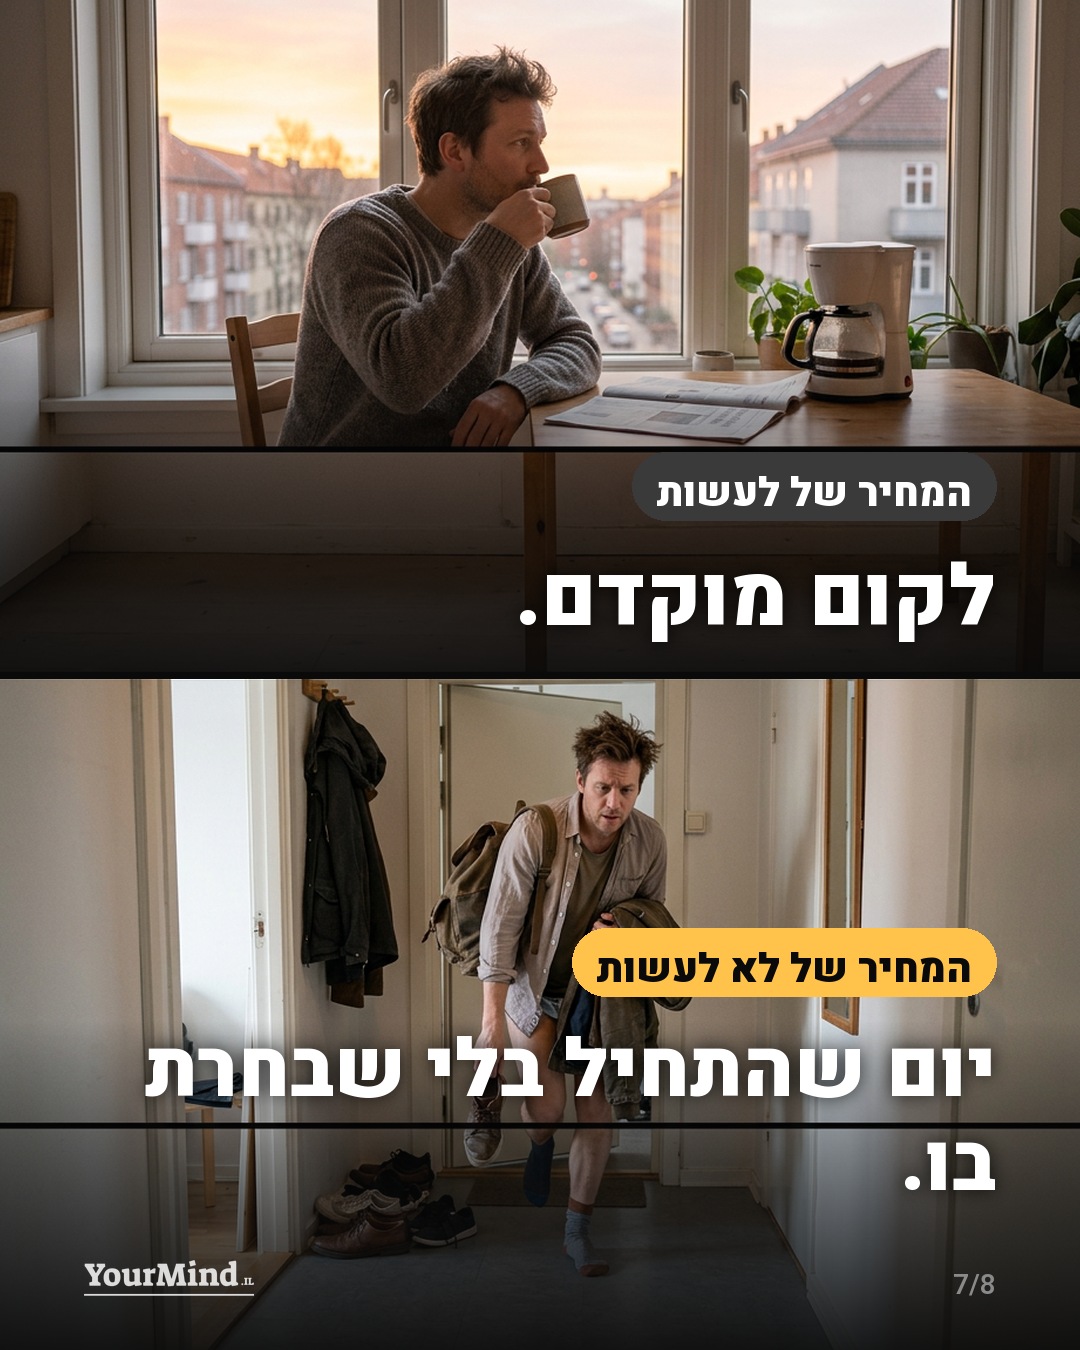 המחיר של לעשות
לקום מוקדם.
המחיר של לא לעשות
יום שהתחיל בלי שבחרת
בו.
YourMind.IL
7/8